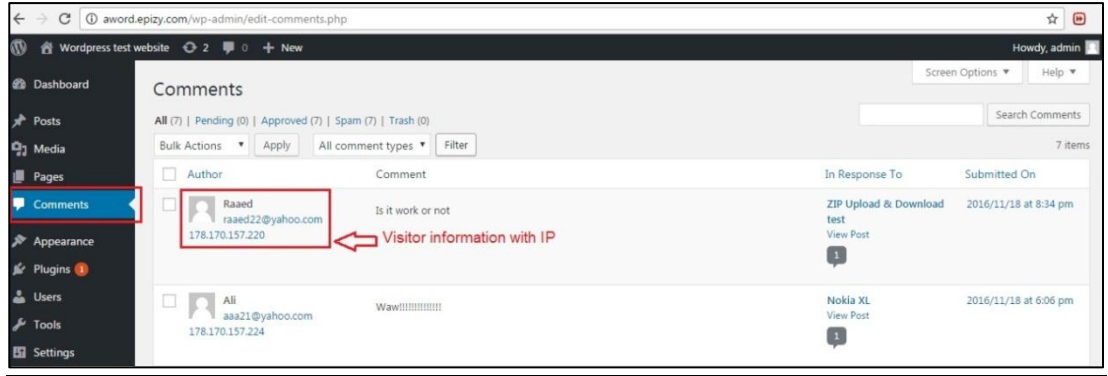 aword.epizy.com/wp-admin/edit-comments.php
Wordpress test website 2 0 + New Howdy, admin
Screen Options ▼ Help ▼
Dashboard
Posts
Media
Pages
Comments
Appearance
Plugins 1
Users
Tools
Settings
Comments
All (7) | Pending (0) | Approved (7) | Spam (7) | Trash (0)
Search Comments
Bulk Actions ▼ Apply All comment types ▼ Filter 7 items
Author Comment In Response To Submitted On
Raaed
raaed22@yahoo.com
178.170.157.220
Is it work or not
ZIP Upload & Download
test
View Post
1
2016/11/18 at 8:34 pm
Visitor information with IP
Ali
aaa21@yahoo.com
178.170.157.224
Waw!!!!!!!!!!!!!!
Nokia XL
View Post
1
2016/11/18 at 6:06 pm